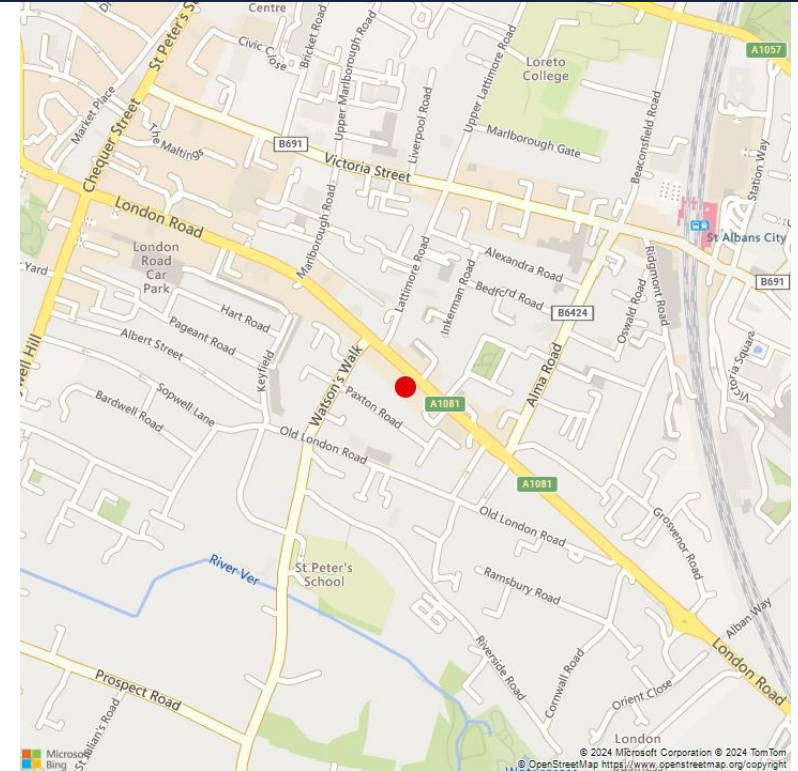 Centre
St Peter's S
Civic Close
Bricket Road
Upper Marlborough Road
Liverpool Road
Upper Lattimore Road
Loreto
College
A1057
Market Place
Chequer Street
The Maltings
B691
Victoria Street
Marlborough Gate
Beaconsfield Road
Station Way
London Road
London
Road
Car
Park
Marlborough Road
Lattimore Road
Inkerman Road
Alexandra Road
Bedford Road
B6424
Ridgmont Road
Oswald Road
St Albans City
B691
Yard
Hart Road
Pageant Road
Albert Street
Keyfield
Sopwell Lane
Bardwell Road
well Hill
Watson's Walk
Paxton Road
A1081
Alma Road
Victoria Square
Old London Road
A1081
Old London Road
Grosvenor Road
River Ver
St Peter's
School
Ramsbury Road
Riverside Road
Cornwall Road
Alban Way
London Road
Orient Close
Prospect Road
London
Microsoft
Bing
© 2024 Microsoft Corporation © 2024 TomTom
© OpenStreetMap https://www.openstreetmap.org/copyright